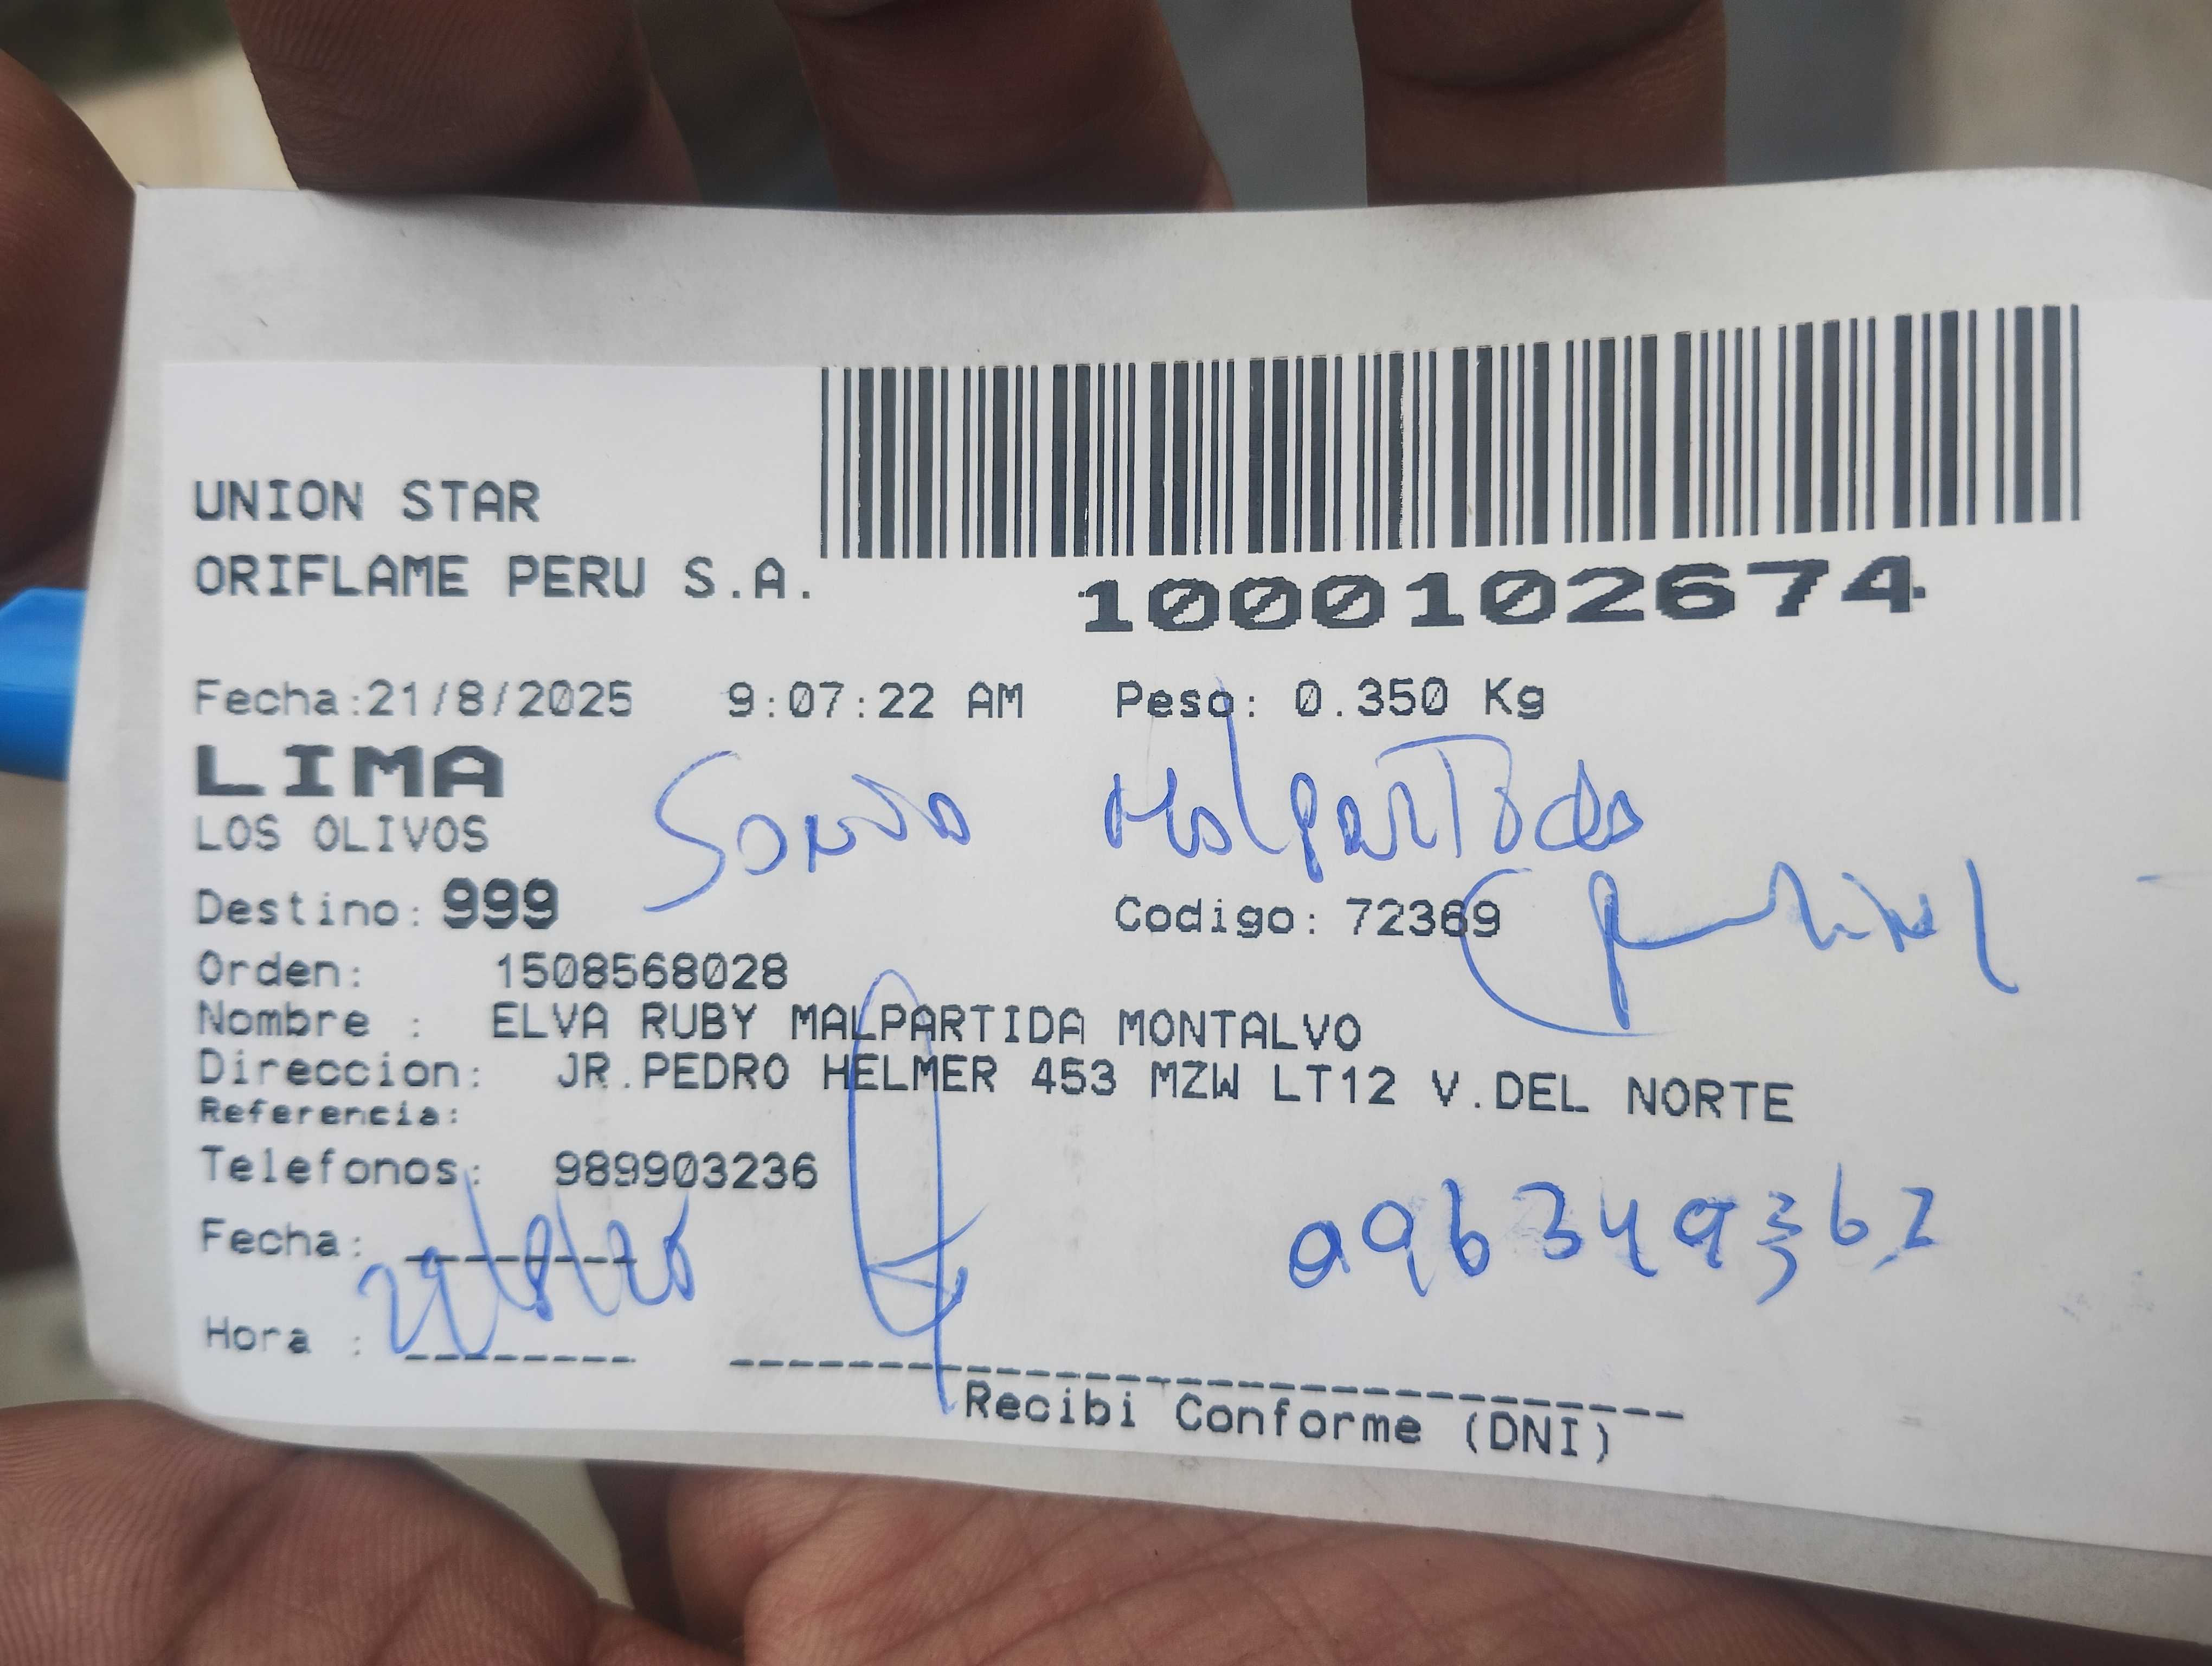 UNION STAR
ORIFLAME PERU S.A.
1000102674
Fecha:21/8/2025 9:07:22 AM Peso: 0.350 Kg
LIMA
LOS OLIVOS
Malpartida
Destino: 999 Codigo: 72369
Orden: 1508568028
Nombre : ELVA RUBY MALPARTIDA MONTALVO
Direccion: JR.PEDRO HELMER 453 MZW LT12 V.DEL NORTE
Referencia:
Telefonos: 989903236
Fecha:
Hora :
Recibi Conforme (DNI)